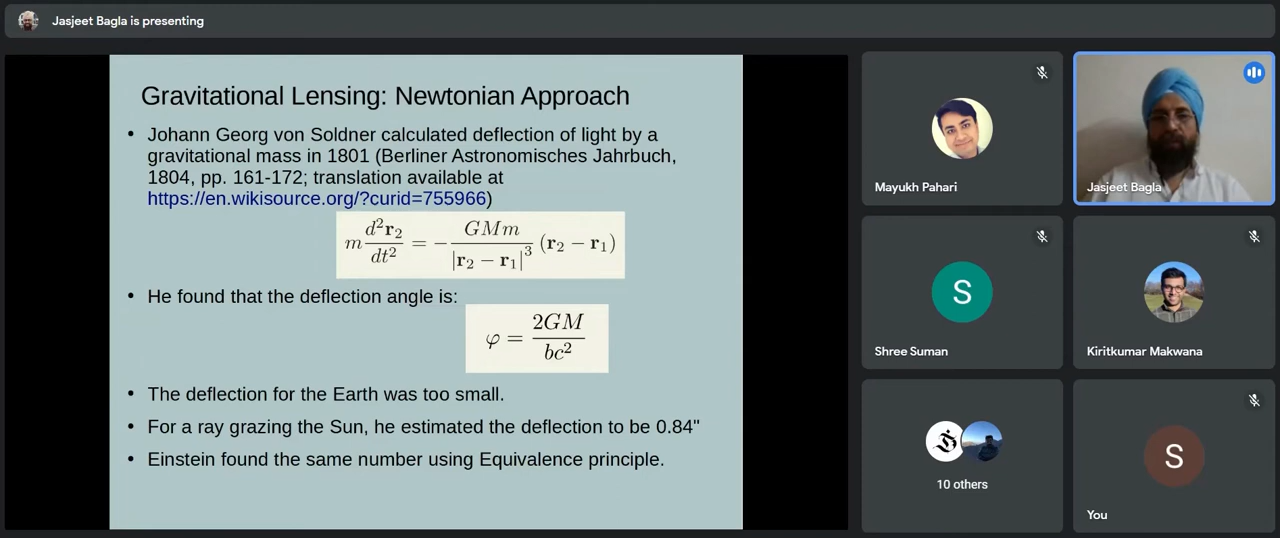 Jasjeet Bagla is presenting
Gravitational Lensing: Newtonian Approach
• Johann Georg von Soldner calculated deflection of light by a
gravitational mass in 1801 (Berliner Astronomisches Jahrbuch,
1804, pp. 161-172; translation available at
https://en.wikisource.org/?curid=755966)
m d²r₂/dt² = − GMm/|r₂ − r₁|³ (r₂ − r₁)
• He found that the deflection angle is:
φ = 2GM/bc²
• The deflection for the Earth was too small.
• For a ray grazing the Sun, he estimated the deflection to be 0.84"
• Einstein found the same number using Equivalence principle.
Mayukh Pahari
Jasjeet Bagla
S
Shree Suman
Kiritkumar Makwana
10 others
S
You